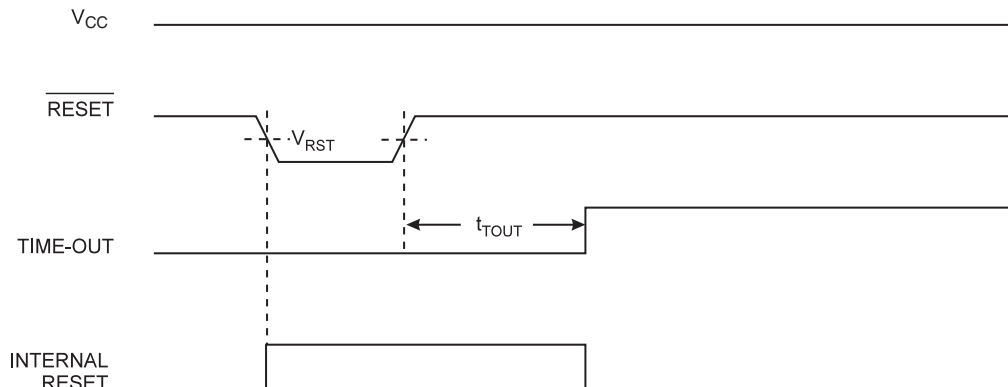 VCC
RESET
VRST
tTOUT
TIME-OUT
INTERNAL
RESET